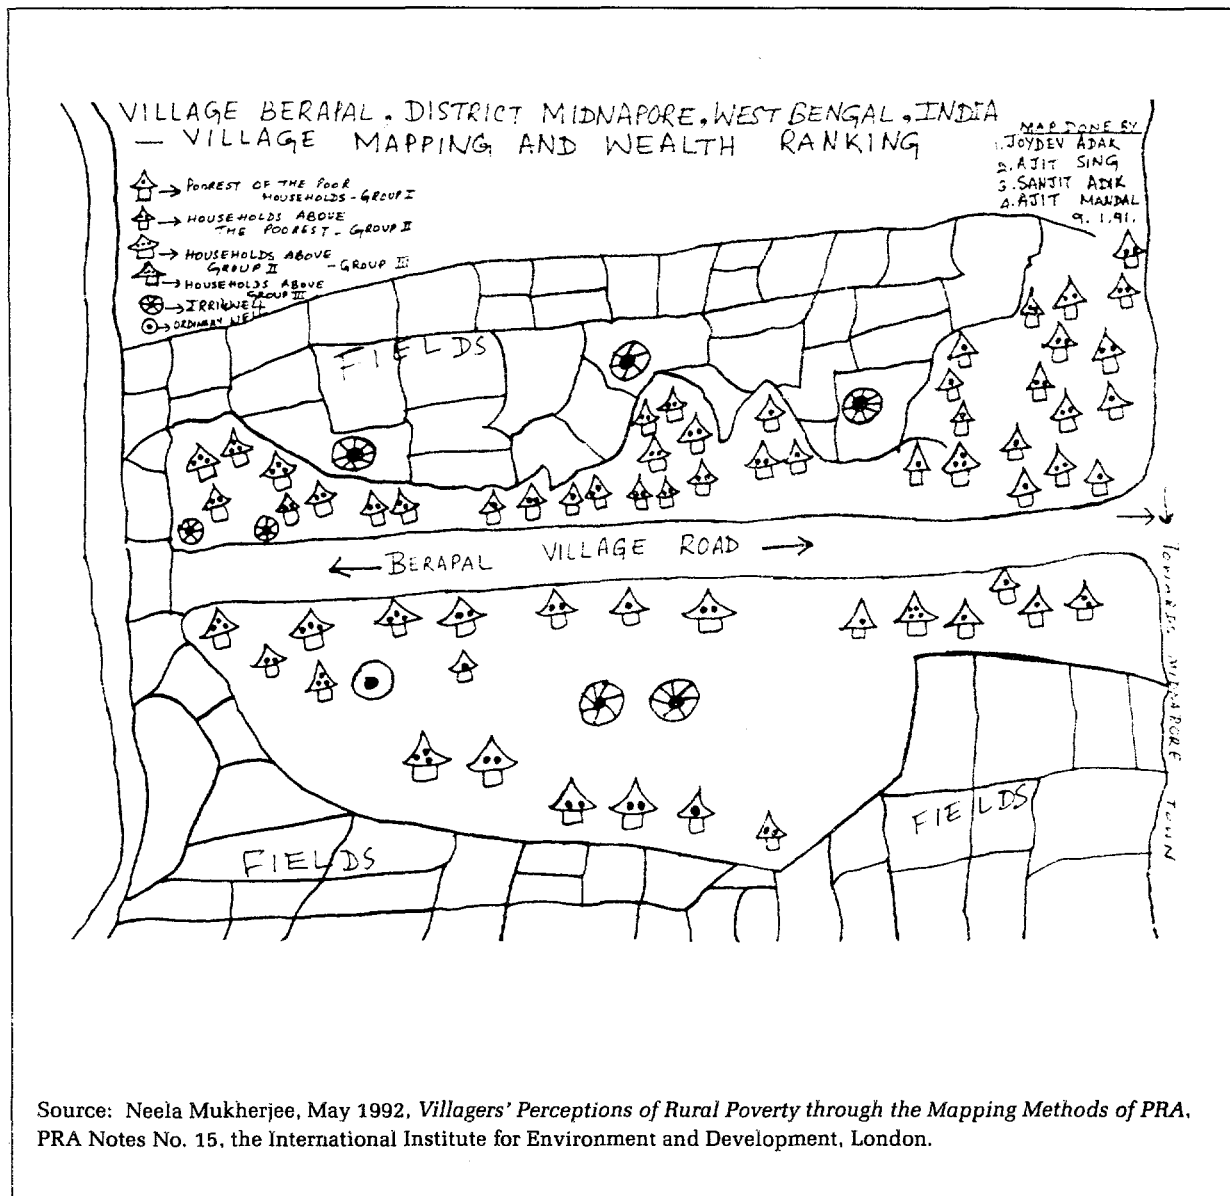 VILLAGE BERAPAL, DISTRICT MIDNAPORE, WEST BENGAL, INDIA
— VILLAGE MAPPING AND WEALTH RANKING
MAP DONE BY
1. JOYDEV ADAK
2. AJIT SING
3. SANJIT ADIK
4. AJIT MANDAL
9.1.91.
POOREST OF THE POOR
HOUSEHOLDS - GROUP I
HOUSEHOLDS ABOVE
THE POOREST - GROUP II
HOUSEHOLDS ABOVE
GROUP II - GROUP III
HOUSEHOLDS ABOVE
GROUP III
ORDINARY WELL
FIELDS
BERAPAL VILLAGE ROAD
TOWARDS MIDNAPORE TOWN
FIELDS
FIELDS
Source: Neela Mukherjee, May 1992, Villagers' Perceptions of Rural Poverty through the Mapping Methods of PRA,
PRA Notes No. 15, the International Institute for Environment and Development, London.